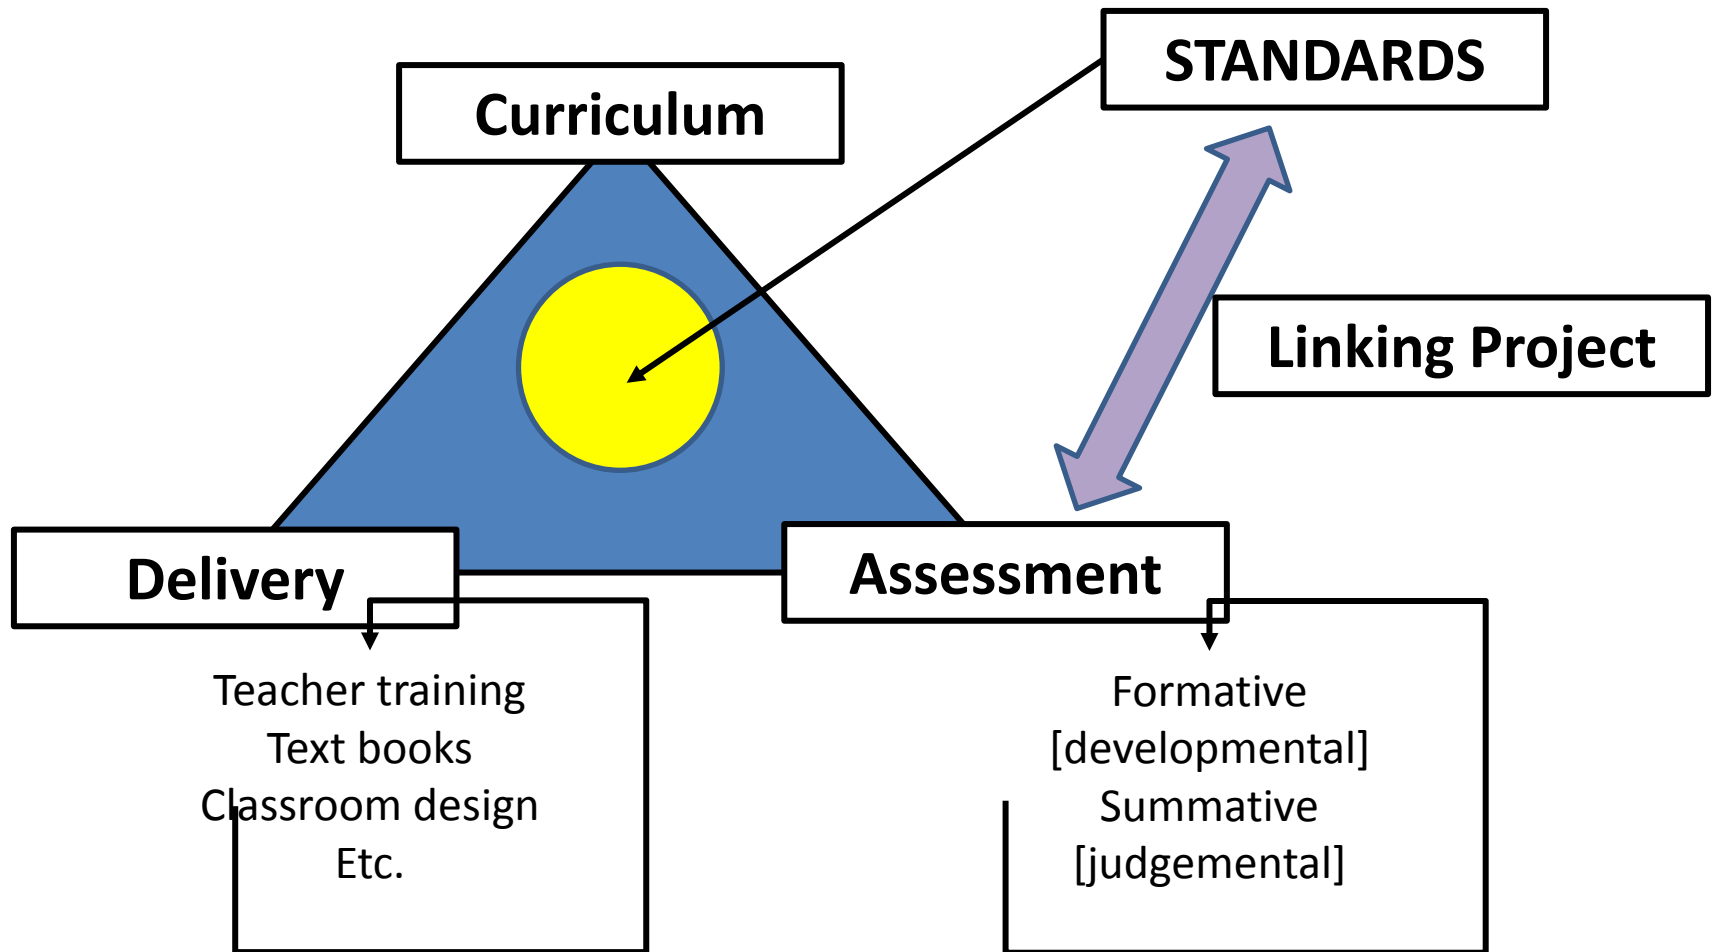 STANDARDS
Curriculum
Linking Project
Delivery
Assessment
Teacher training
Text books
Classroom design
Etc.
Formative
[developmental]
Summative
[judgemental]